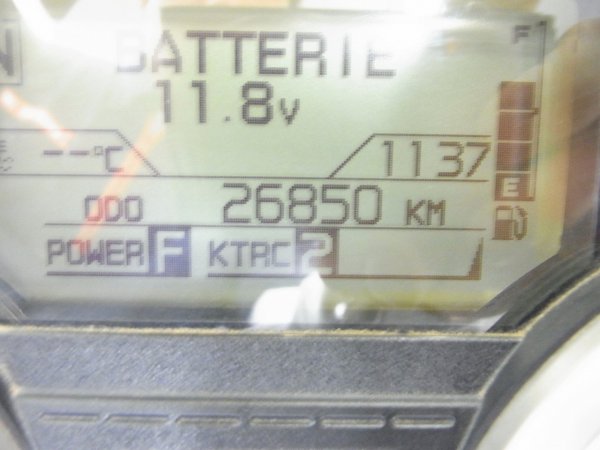 BATTERIE
F
N
11.8v
--°C
1137
E
ODO 26850 KM
POWER F KTRC 2